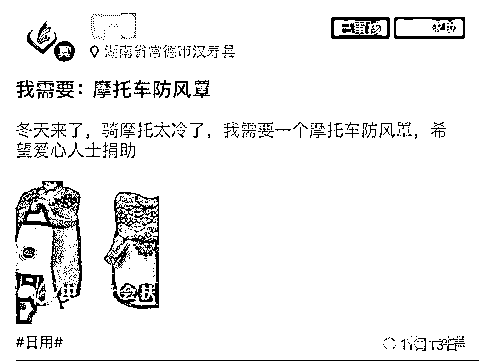 湖南省常德市汉寿县
我需要：摩托车防风罩
冬天来了，骑摩托太冷了，我需要一个摩托车防风罩，希
望爱心人士捐助
#日用#